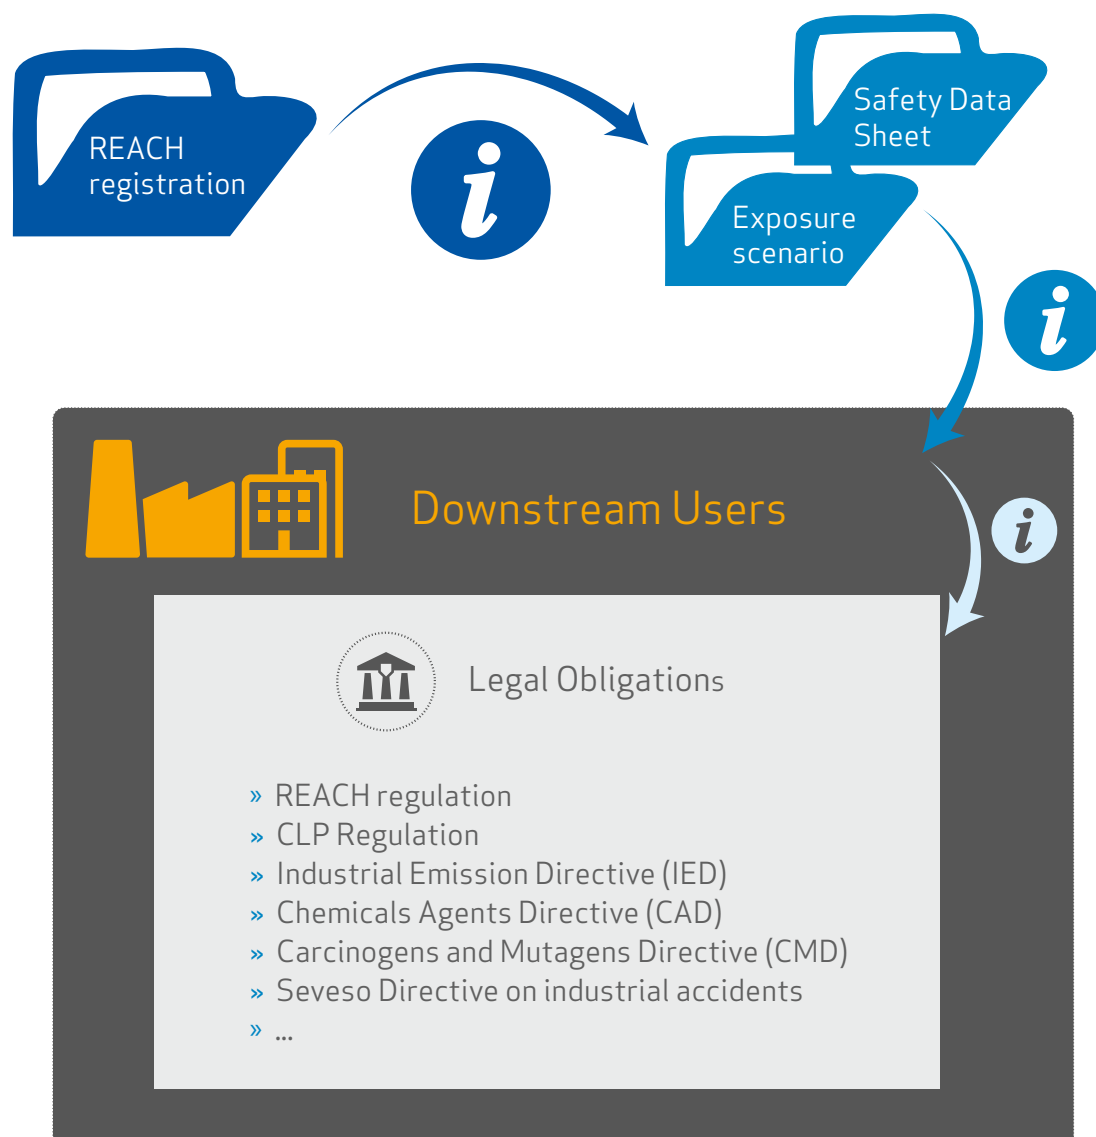 REACH
registration
i
Safety Data
Sheet
Exposure
scenario
i
Downstream Users
i
Legal Obligations
» REACH regulation
» CLP Regulation
» Industrial Emission Directive (IED)
» Chemicals Agents Directive (CAD)
» Carcinogens and Mutagens Directive (CMD)
» Seveso Directive on industrial accidents
» ...